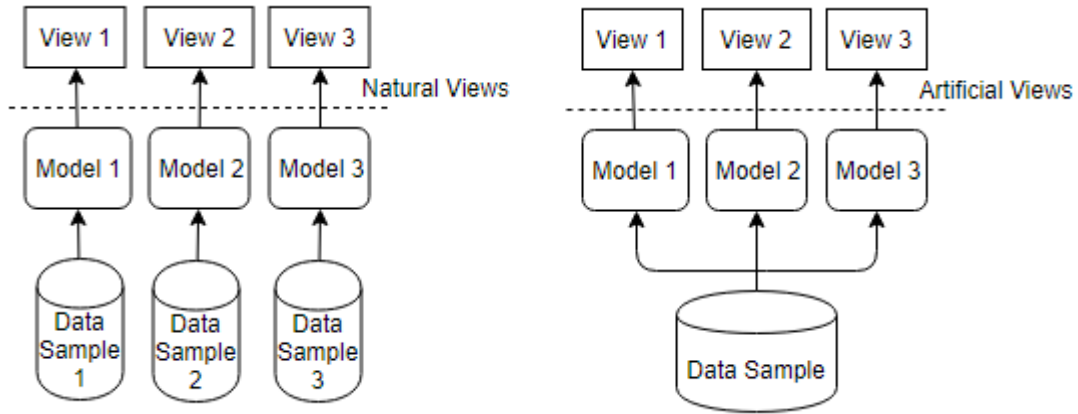 View 1
View 2
View 3
Natural Views
Model 1
Model 2
Model 3
Data
Sample
1
Data
Sample
2
Data
Sample
3
View 1
View 2
View 3
Artificial Views
Model 1
Model 2
Model 3
Data Sample